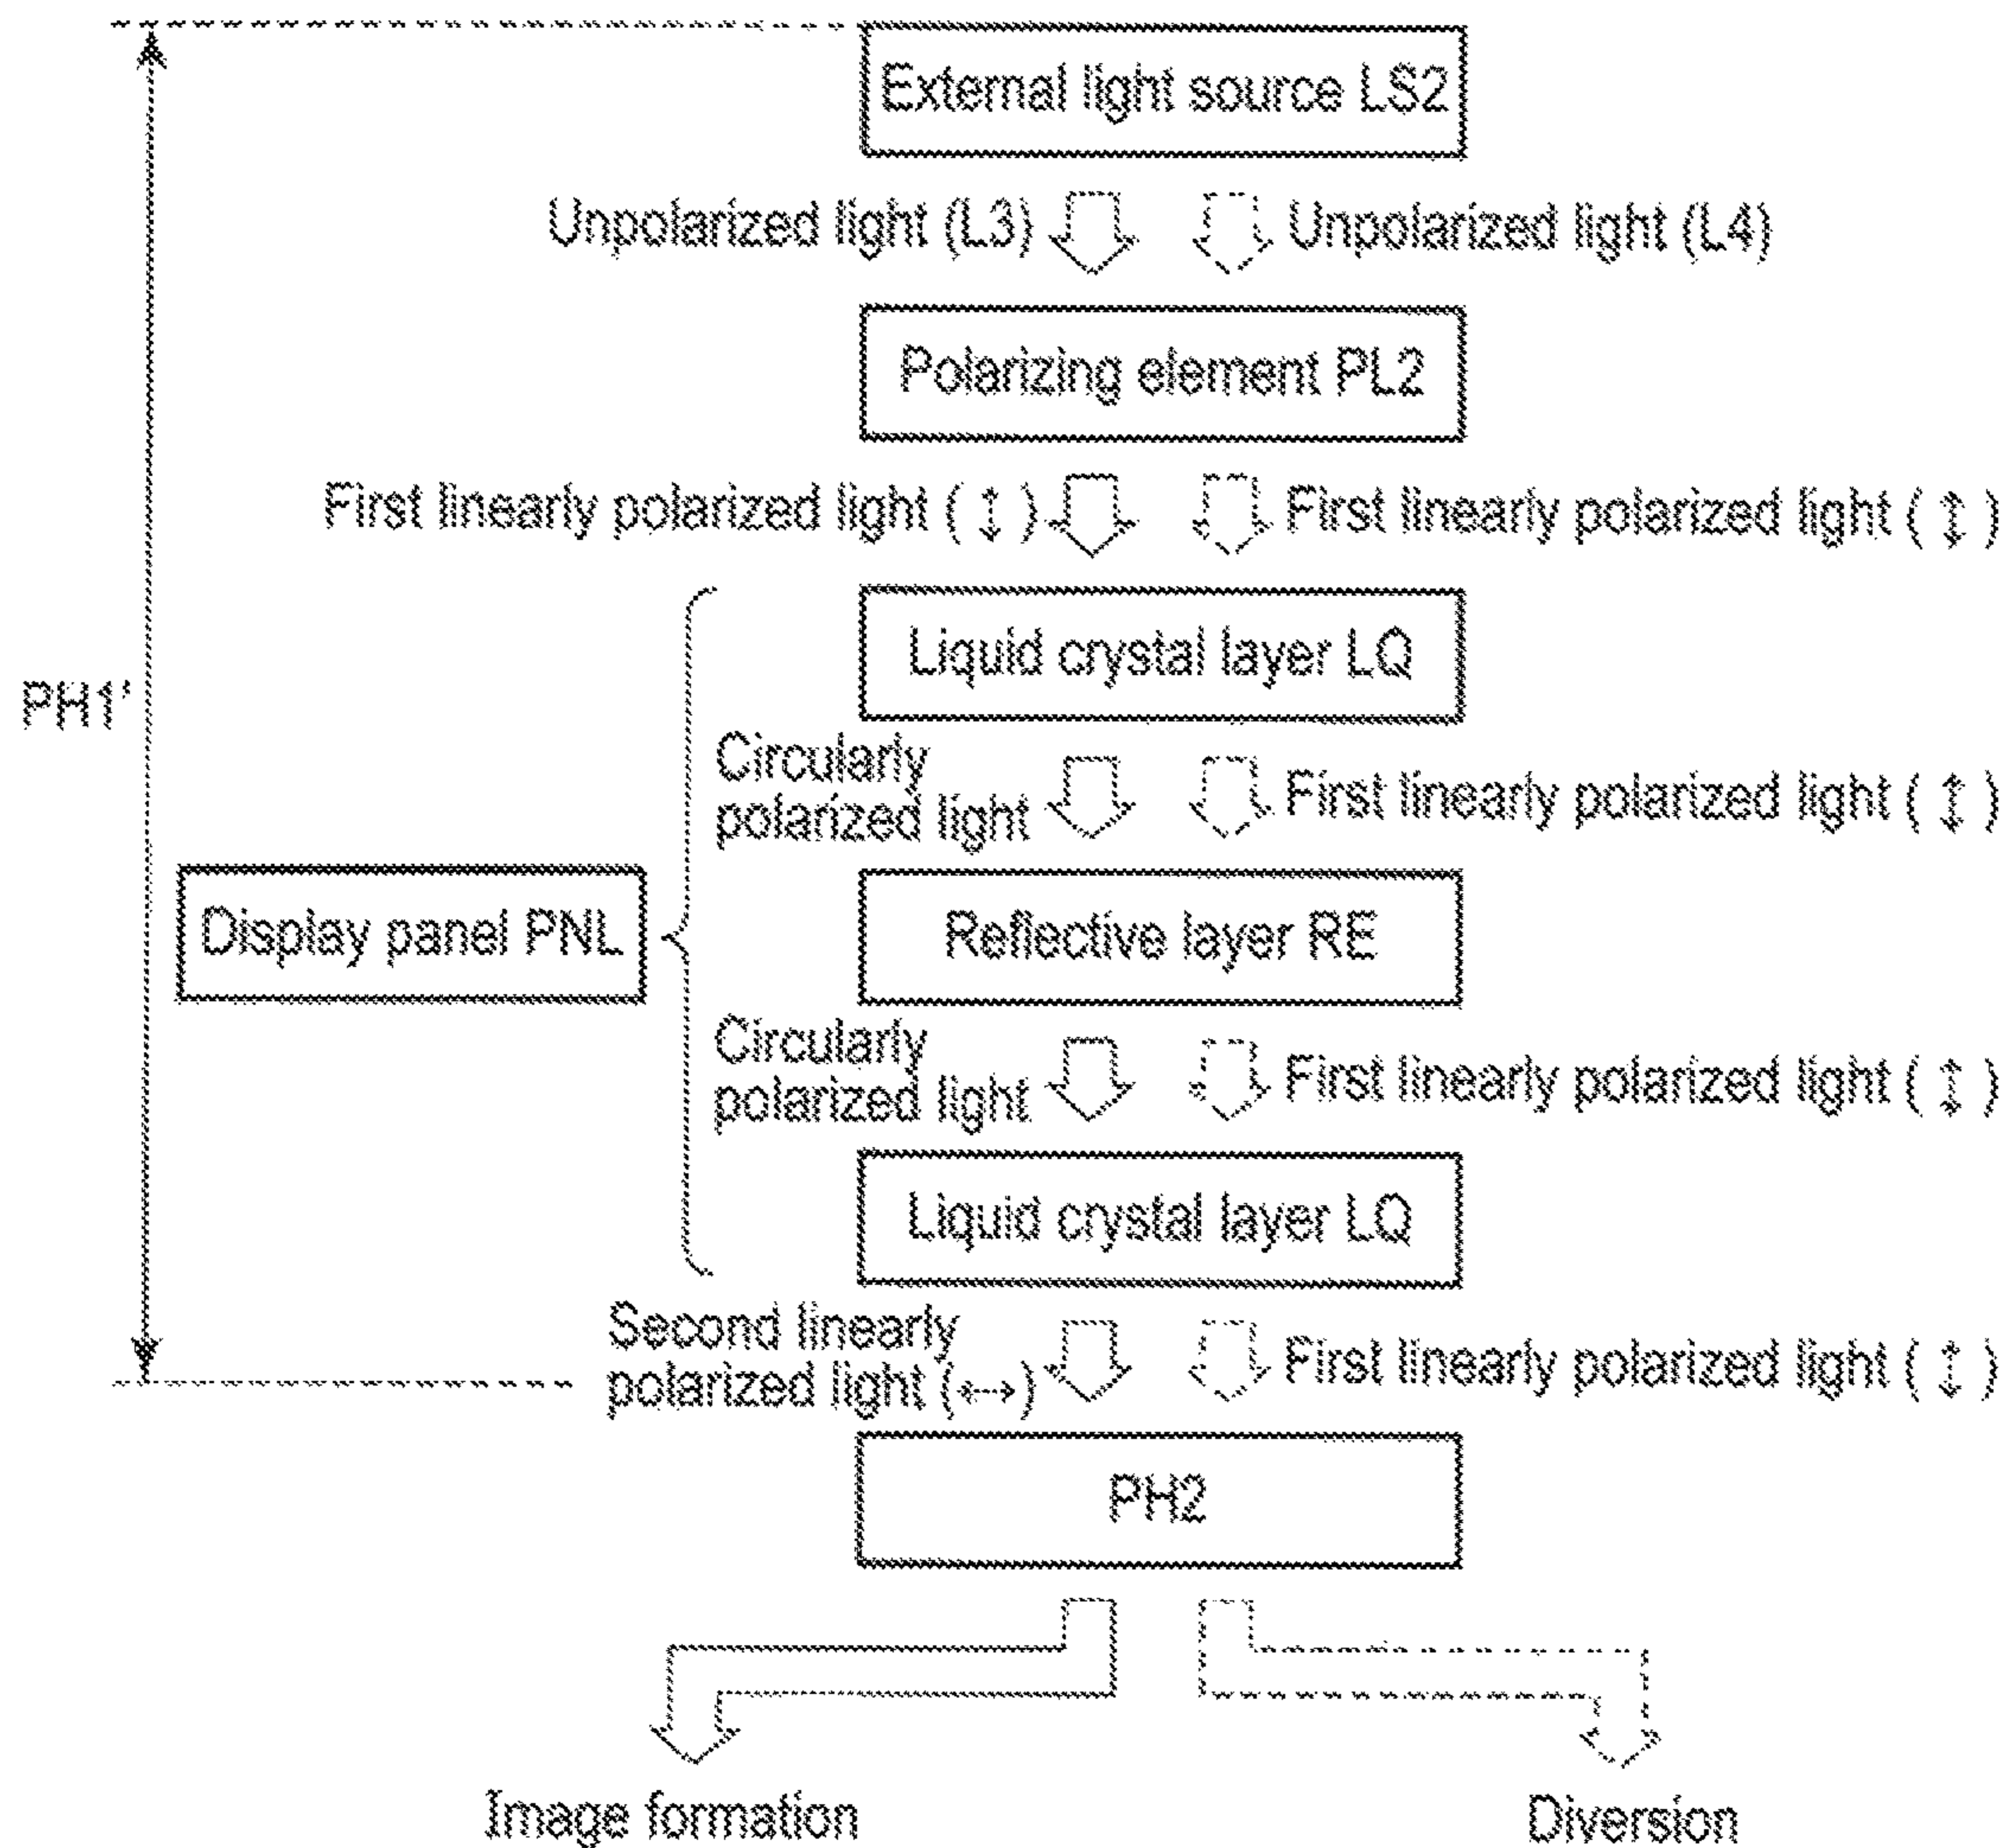 External light source LS2
Unpolarized light (L3)
Unpolarized light (L4)
Polarizing element PL2
First linearly polarized light (↕)
First linearly polarized light (↕)
Liquid crystal layer LQ
PH1'
Circularly
polarized light
First linearly polarized light (↕)
Display panel PNL
Reflective layer RE
Circularly
polarized light
First linearly polarized light (↕)
Liquid crystal layer LQ
Second linearly
polarized light (↔)
First linearly polarized light (↕)
PH2
Image formation
Diversion